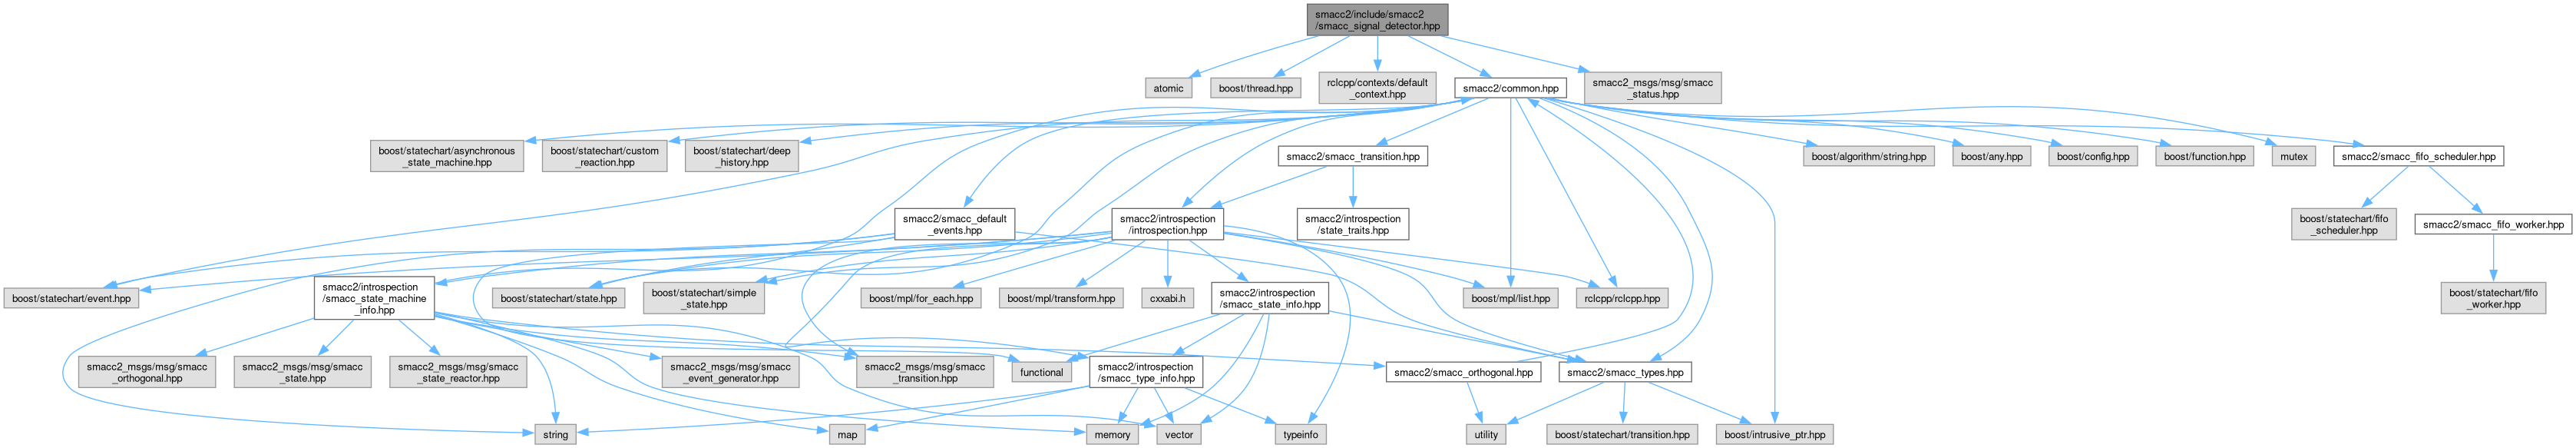 smacc2/include/smacc2
/smacc_signal_detector.hpp
atomic
boost/thread.hpp
rclcpp/contexts/default
_context.hpp
smacc2/common.hpp
smacc2_msgs/msg/smacc
_status.hpp
boost/statechart/asynchronous
_state_machine.hpp
boost/statechart/custom
_reaction.hpp
boost/statechart/deep
_history.hpp
smacc2/smacc_transition.hpp
boost/algorithm/string.hpp
boost/any.hpp
boost/config.hpp
boost/function.hpp
mutex
smacc2/smacc_fifo_scheduler.hpp
smacc2/smacc_default
_events.hpp
smacc2/introspection
/introspection.hpp
smacc2/introspection
/state_traits.hpp
boost/statechart/fifo
_scheduler.hpp
smacc2/smacc_fifo_worker.hpp
boost/statechart/event.hpp
smacc2/introspection
/smacc_state_machine
_info.hpp
boost/statechart/state.hpp
boost/statechart/simple
_state.hpp
boost/mpl/for_each.hpp
boost/mpl/transform.hpp
cxxabi.h
smacc2/introspection
/smacc_state_info.hpp
boost/mpl/list.hpp
rclcpp/rclcpp.hpp
boost/statechart/fifo
_worker.hpp
smacc2_msgs/msg/smacc
_orthogonal.hpp
smacc2_msgs/msg/smacc
_state.hpp
smacc2_msgs/msg/smacc
_state_reactor.hpp
smacc2_msgs/msg/smacc
_event_generator.hpp
smacc2_msgs/msg/smacc
_transition.hpp
functional
smacc2/introspection
/smacc_type_info.hpp
smacc2/smacc_orthogonal.hpp
smacc2/smacc_types.hpp
string
map
memory
vector
typeinfo
utility
boost/statechart/transition.hpp
boost/intrusive_ptr.hpp